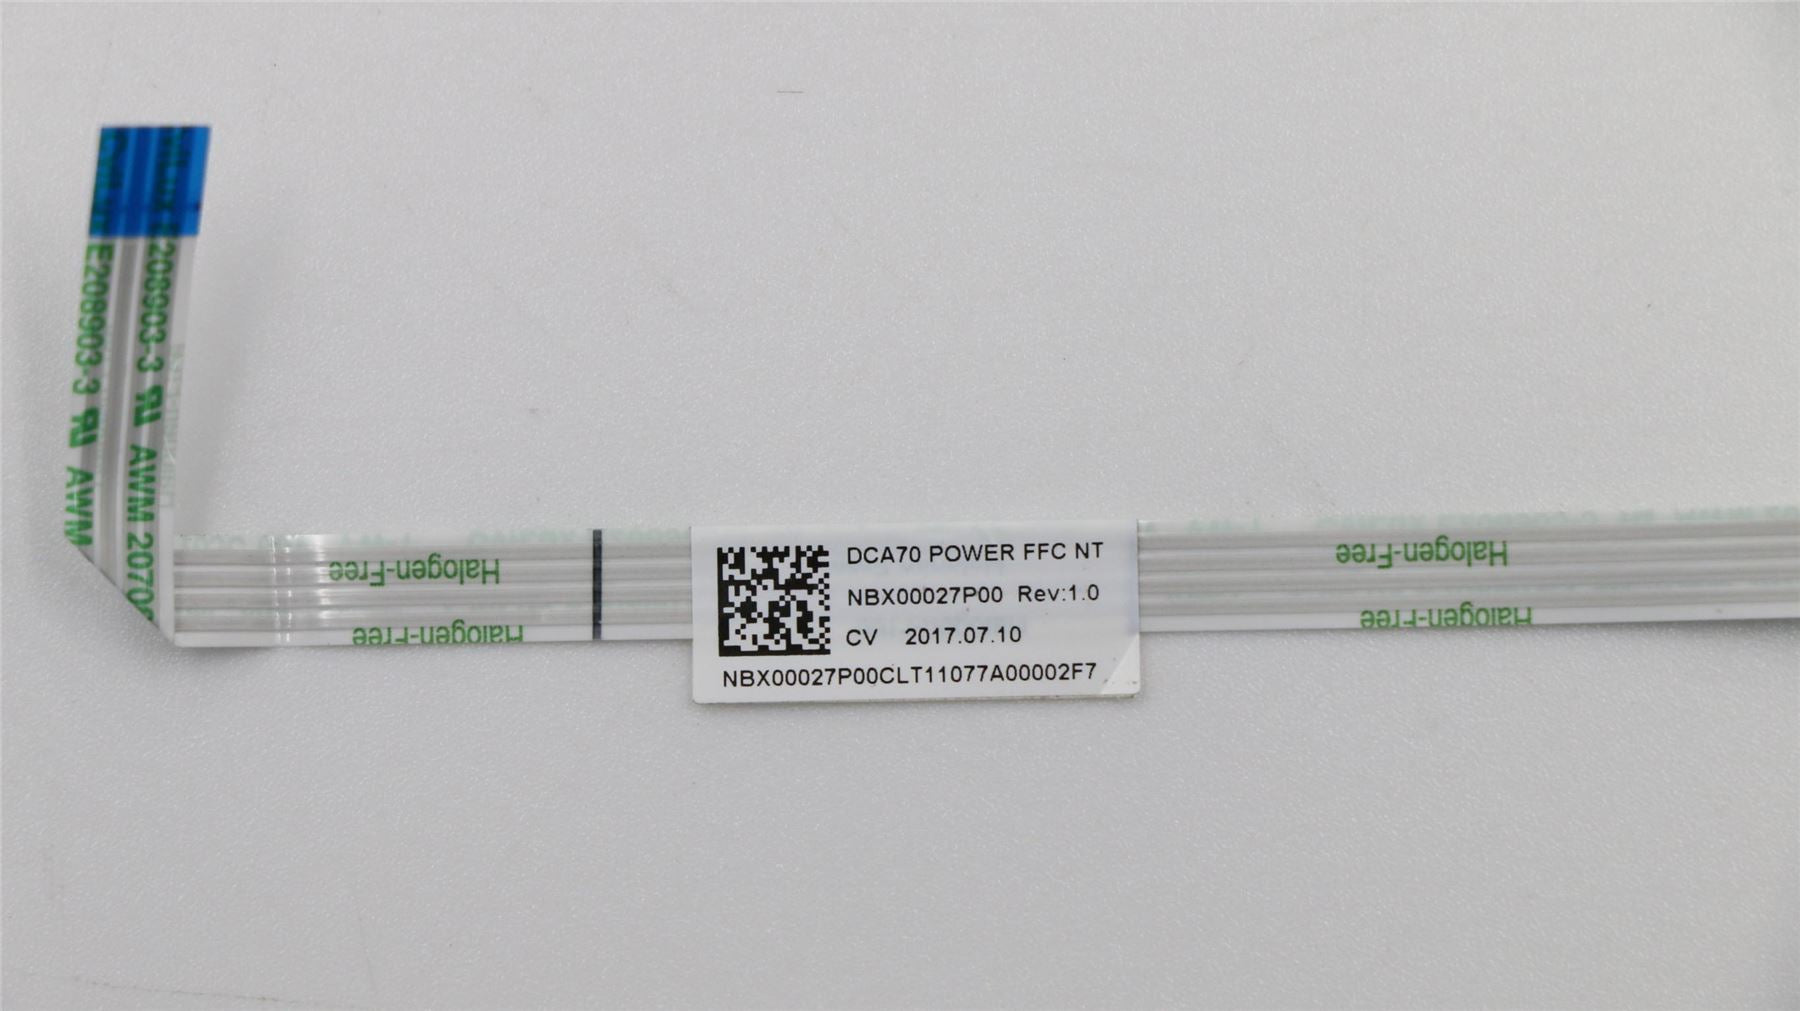 E208903-3 AWM
E208903-3 AWM 2070
Halogen-Free
Halogen-Free
DCA70 POWER FFC NT
NBX00027P00 Rev:1.0
CV 2017.07.10
NBX00027P00CLT11077A00002F7
Halogen-Free
Halogen-Free